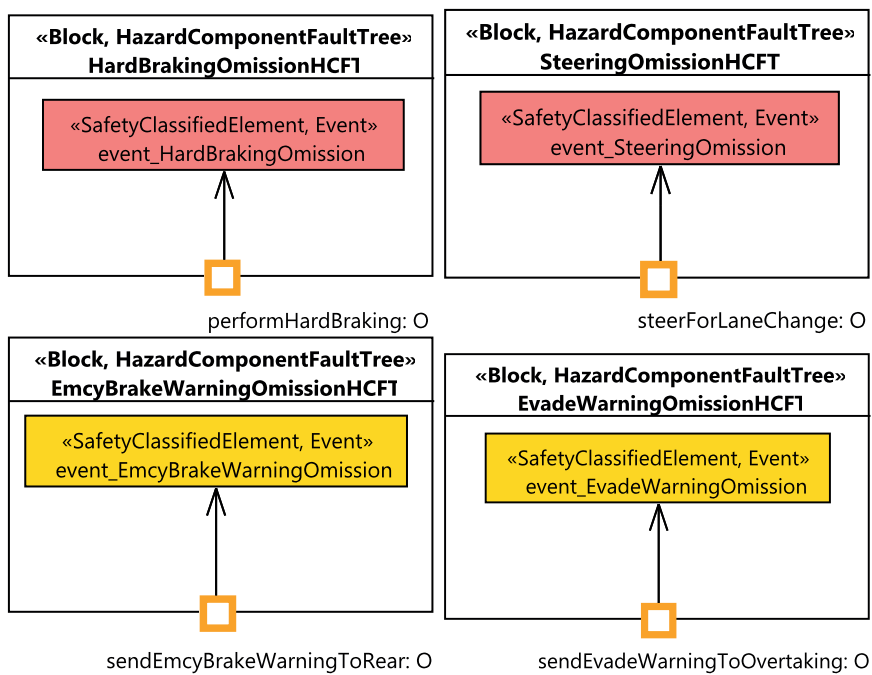 «Block, HazardComponentFaultTree»
HardBrakingOmissionHCFT
«SafetyClassifiedElement, Event»
event_HardBrakingOmission
performHardBraking: O
«Block, HazardComponentFaultTree»
SteeringOmissionHCFT
«SafetyClassifiedElement, Event»
event_SteeringOmission
steerForLaneChange: O
«Block, HazardComponentFaultTree»
EmcyBrakeWarningOmissionHCFT
«SafetyClassifiedElement, Event»
event_EmcyBrakeWarningOmission
sendEmcyBrakeWarningToRear: O
«Block, HazardComponentFaultTree»
EvadeWarningOmissionHCFT
«SafetyClassifiedElement, Event»
event_EvadeWarningOmission
sendEvadeWarningToOvertaking: O